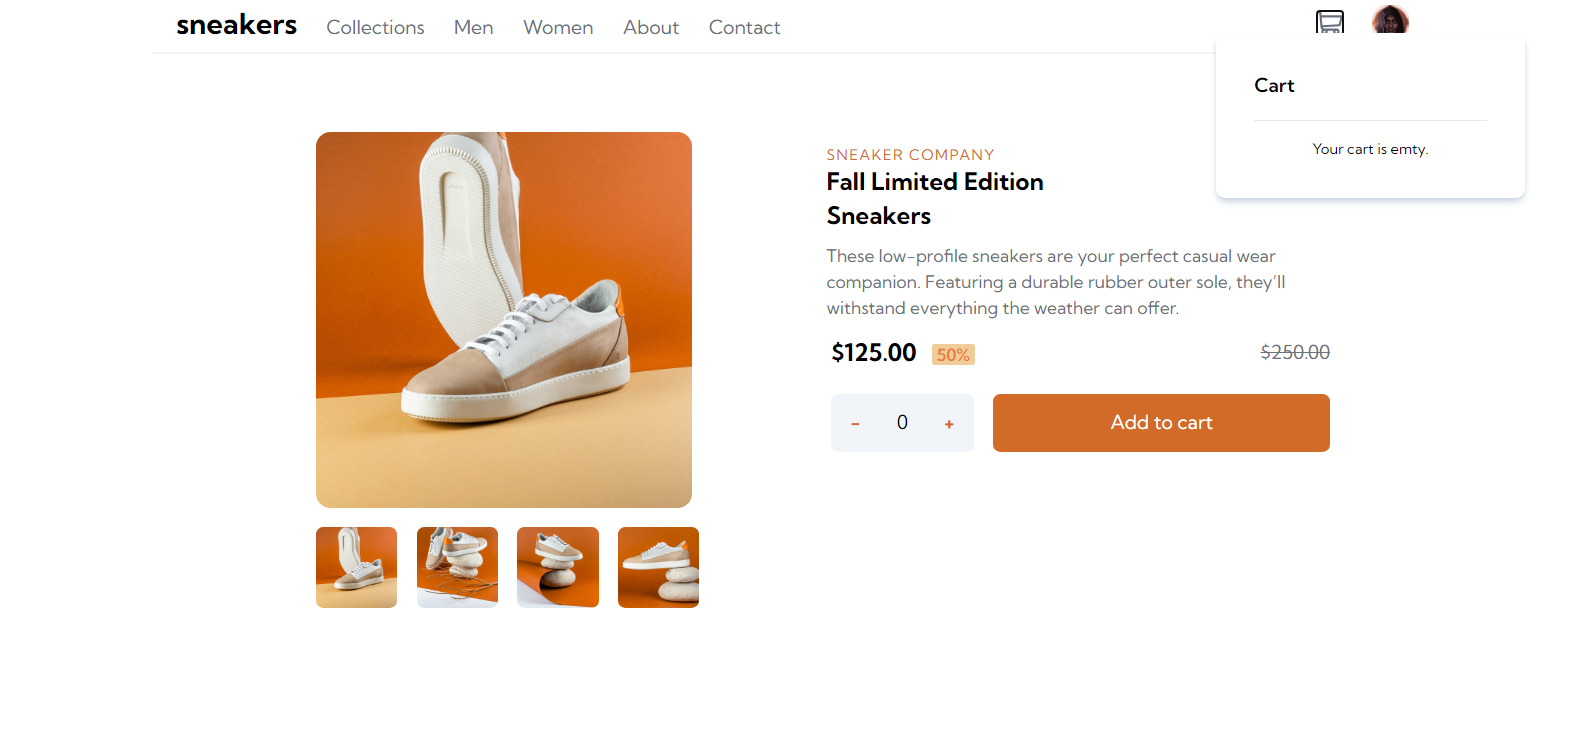 sneakers Collections Men Women About Contact
Cart
Your cart is emty.
SNEAKER COMPANY
Fall Limited Edition
Sneakers
These low-profile sneakers are your perfect casual wear
companion. Featuring a durable rubber outer sole, they'll
withstand everything the weather can offer.
$125.00 50% $250.00
- 0 + Add to cart